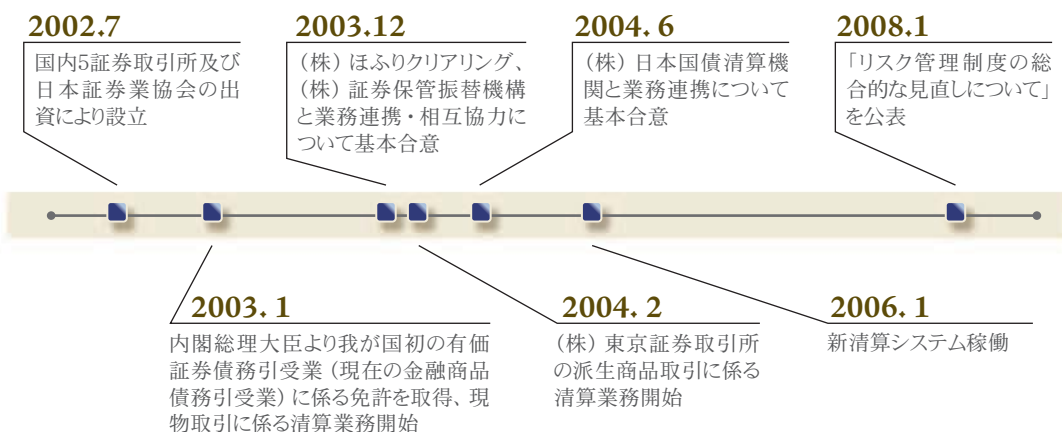 2002.7
国内5証券取引所及び
日本証券業協会の出
資により設立
2003.12
（株）ほふりクリアリング、
（株）証券保管振替機構
と業務連携・相互協力に
ついて基本合意
2004. 6
（株）日本国債清算機
関と業務連携について
基本合意
2008.1
「リスク管理制度の総
合的な見直しについて」
を公表
2003. 1
内閣総理大臣より我が国初の有価
証券債務引受業（現在の金融商品
債務引受業）に係る免許を取得、現
物取引に係る清算業務開始
2004. 2
（株）東京証券取引所
の派生商品取引に係る
清算業務開始
2006. 1
新清算システム稼働